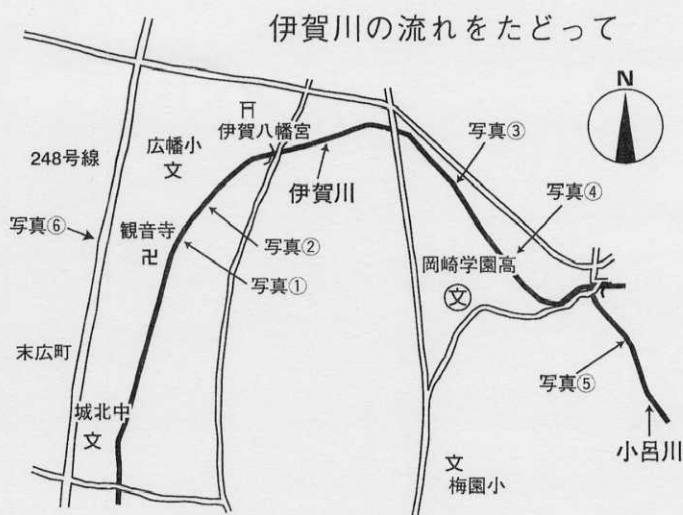 伊賀川の流れをたどって
N
伊賀八幡宮
広幡小
文
248号線
写真③
伊賀川
写真④
写真⑥
観音寺
卍
写真②
写真①
岡崎学園高
文
末広町
写真⑤
城北中
文
小呂川
文
梅園小